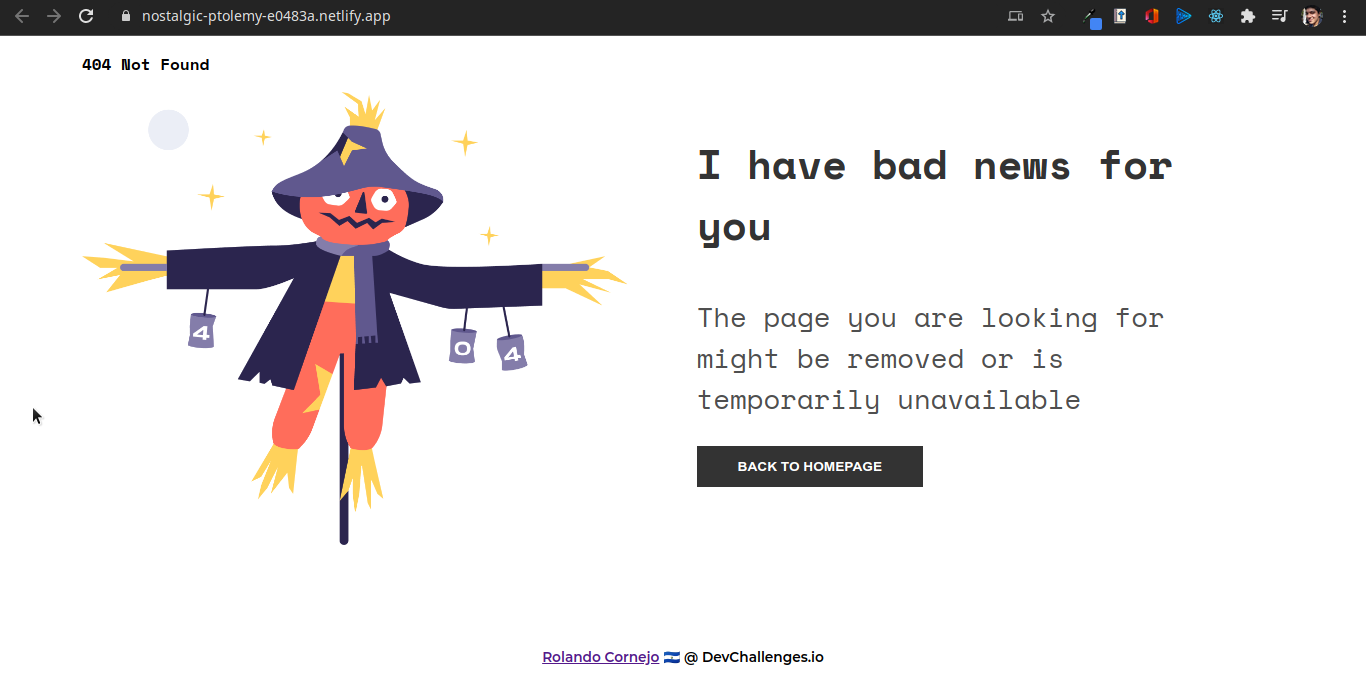 nostalgic-ptolemy-e0483a.netlify.app
404 Not Found
I have bad news for
you
The page you are looking for
might be removed or is
temporarily unavailable
BACK TO HOMEPAGE
4
0
4
Rolando Cornejo 🇸🇻 @ DevChallenges.io